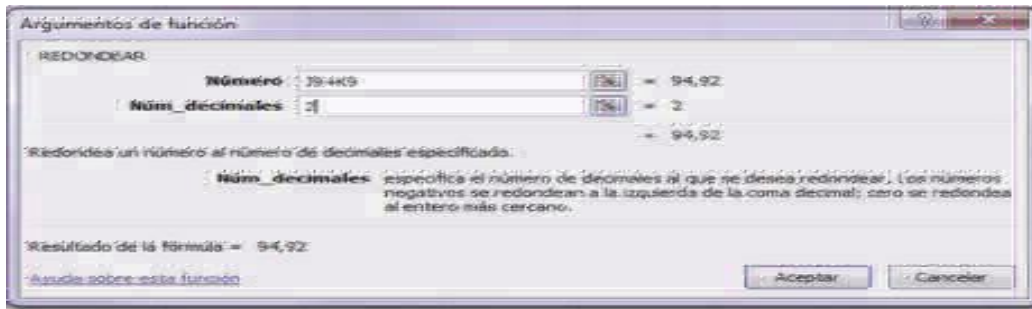 Argumentos de función
REDONDEAR
Número J9+K9 = 94,92
Núm_decimales 2 = 2
= 94,92
Redondea un número al número de decimales especificado.
Núm_decimales especifica el número de decimales al que se desea redondear. Los números
negativos se redondean a la izquierda de la coma decimal; cero se redondea
al entero más cercano.
Resultado de la fórmula = 94,92
Ayuda sobre esta función
Aceptar Cancelar